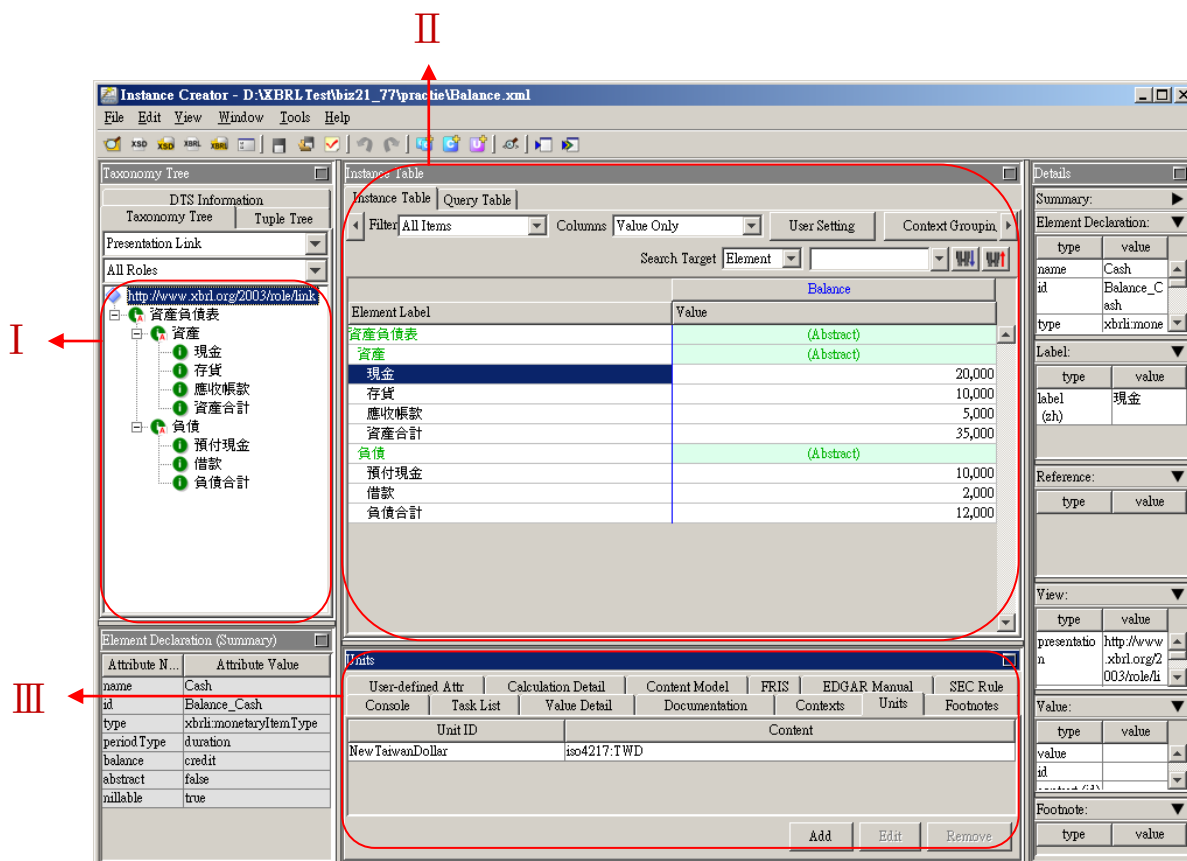 Ⅱ
Instance Creator - D:\XBRL Test\biz21_77\practie\Balance.xml
File Edit View Window Tools Help
XSD XSD XBRL XBRL
Taxonomy Tree
DTS Information
Taxonomy Tree Tuple Tree
Presentation Link
All Roles
http://www.xbrl.org/2003/role/link
資產負債表
資產
現金
存貨
應收帳款
資產合計
負債
預付現金
借款
負債合計
Ⅰ
Instance Table
Instance Table Query Table
Filter All Items Columns Value Only User Setting Context Groupin
Search Target Element
Balance
Element Label Value
資產負債表 (Abstract)
資產 (Abstract)
現金 20,000
存貨 10,000
應收帳款 5,000
資產合計 35,000
負債 (Abstract)
預付現金 10,000
借款 2,000
負債合計 12,000
Element Declaration (Summary)
Attribute N... Attribute Value
name Cash
id Balance_Cash
type xbrli:monetaryItemType
periodType duration
balance credit
abstract false
nillable true
Ⅲ
Units
User-defined Attr Calculation Detail Content Model FRIS EDGAR Manual SEC Rule
Console Task List Value Detail Documentation Contexts Units Footnotes
Unit ID Content
NewTaiwanDollar iso4217:TWD
Add Edit Remove
Details
Summary:
Element Declaration:
type value
name Cash
id Balance_C
ash
type xbrli:mone
Label:
type value
label 現金
(zh)
Reference:
type value
View:
type value
presentatio http://www
n .xbrl.org/2
003/role/li
Value:
type value
value
id
Footnote:
type value